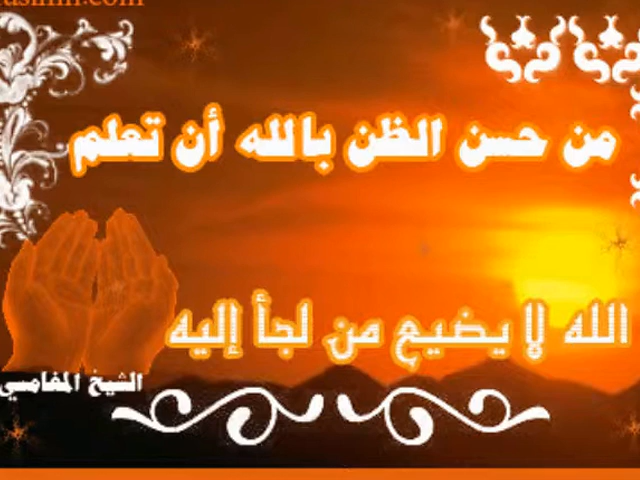 من حسن الظن بالله أن تعلم
الله لا يضيع من لجأ إليه
الشيخ المغامسي